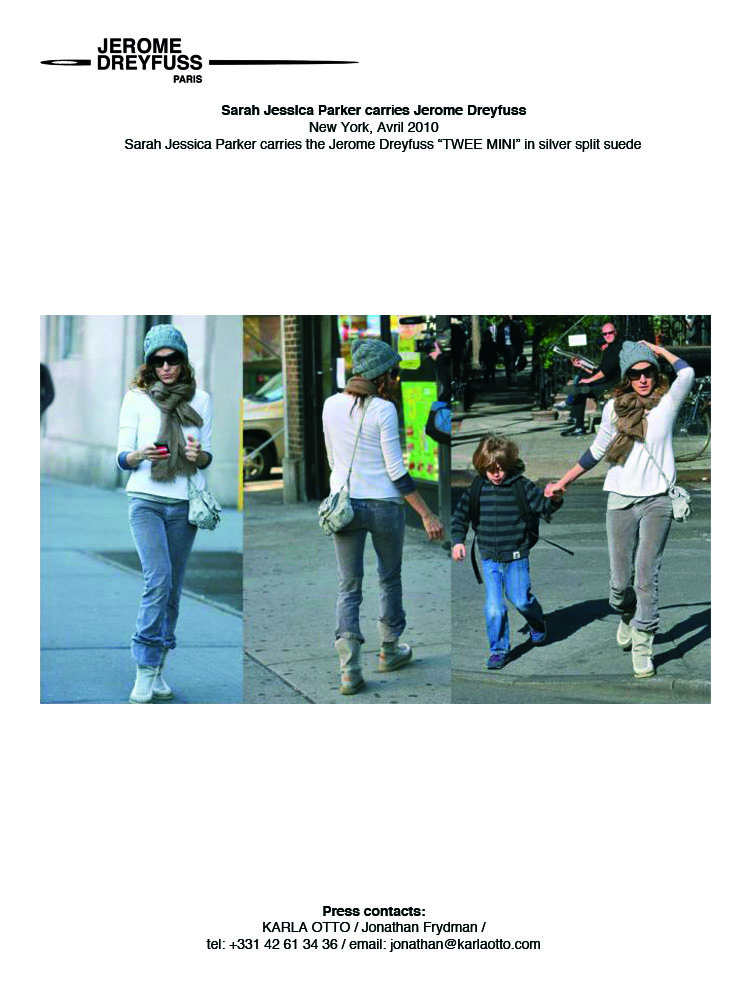 JEROME
DREYFUSS
PARIS
Sarah Jessica Parker carries Jerome Dreyfuss
New York, Avril 2010
Sarah Jessica Parker carries the Jerome Dreyfuss “TWEE MINI” in silver split suede
Press contacts:
KARLA OTTO / Jonathan Frydman /
tel: +331 42 61 34 36 / email: jonathan@karlaotto.com